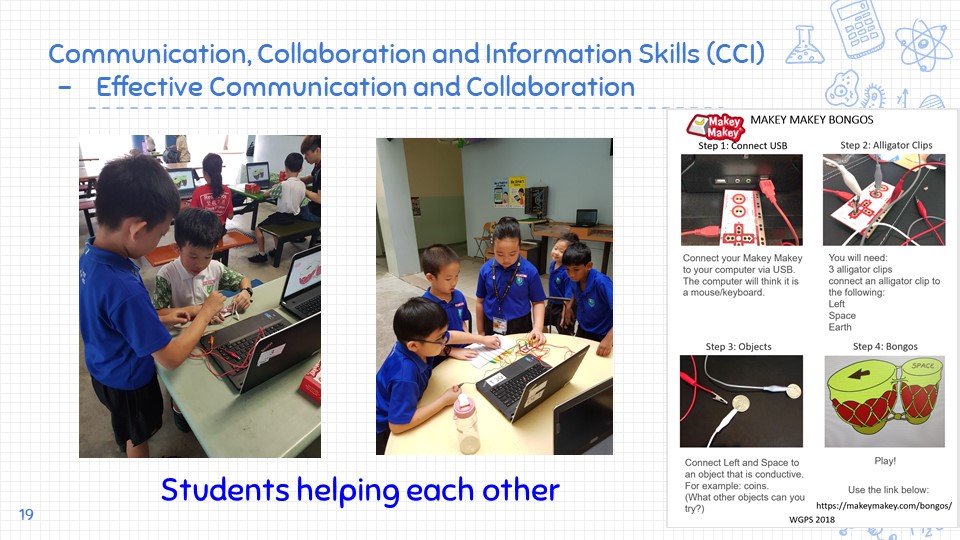 Communication, Collaboration and Information Skills (CCI)
– Effective Communication and Collaboration
Makey Makey
MAKEY MAKEY BONGOS
Step 1: Connect USB
Connect your Makey Makey
to your computer via USB.
The computer will think it is
a mouse/keyboard.
Step 2: Alligator Clips
You will need:
3 alligator clips
connect an alligator clip to
the following:
Left
Space
Earth
Step 3: Objects
Connect Left and Space to
an object that is conductive.
For example: coins.
(What other objects can you
try?)
Step 4: Bongos
SPACE
Play!
Use the link below:
https://makeymakey.com/bongos/
WGPS 2018
Students helping each other
19